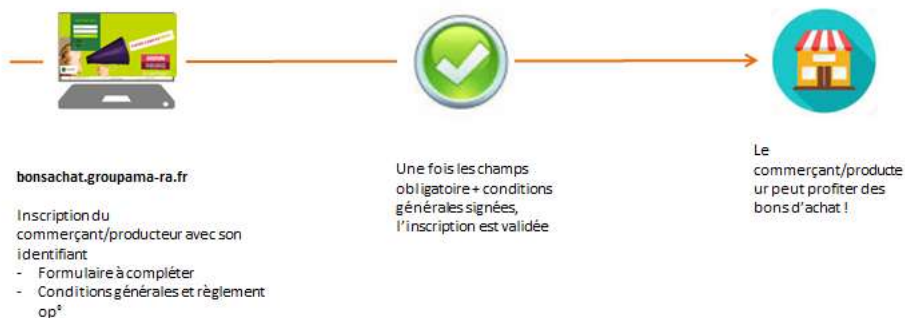 bonsachat.groupama-ra.fr
Inscription du
commerçant/producteur avec son
identifiant
- Formulaire à compléter
- Conditions générales et règlement
op°
Une fois les champs
obligatoire + conditions
générales signées,
l'inscription est validée
Le
commerçant/producte
ur peut profiter des
bons d'achat !